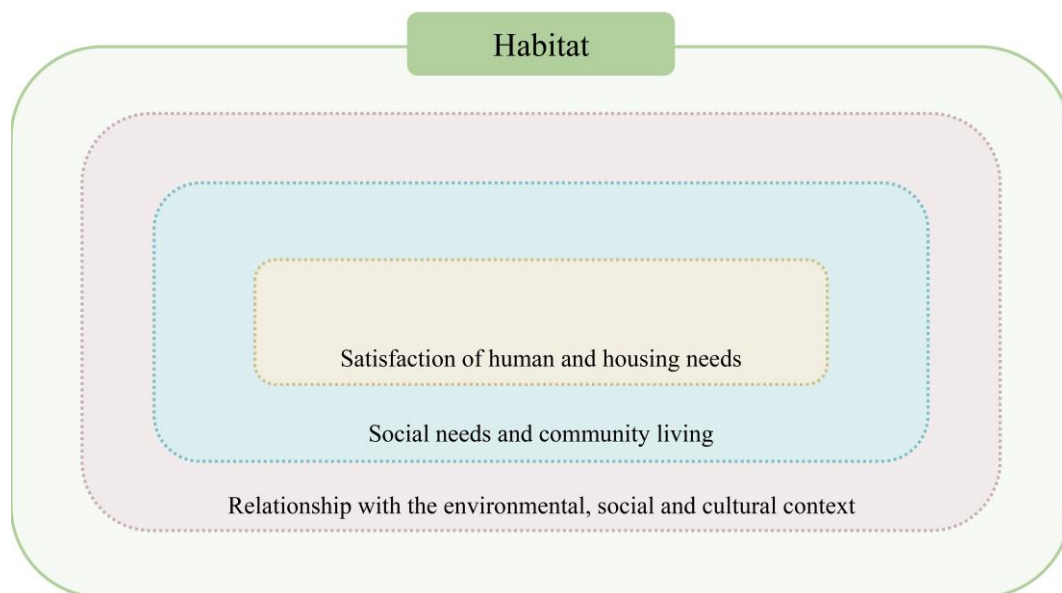 Habitat
Satisfaction of human and housing needs
Social needs and community living
Relationship with the environmental, social and cultural context